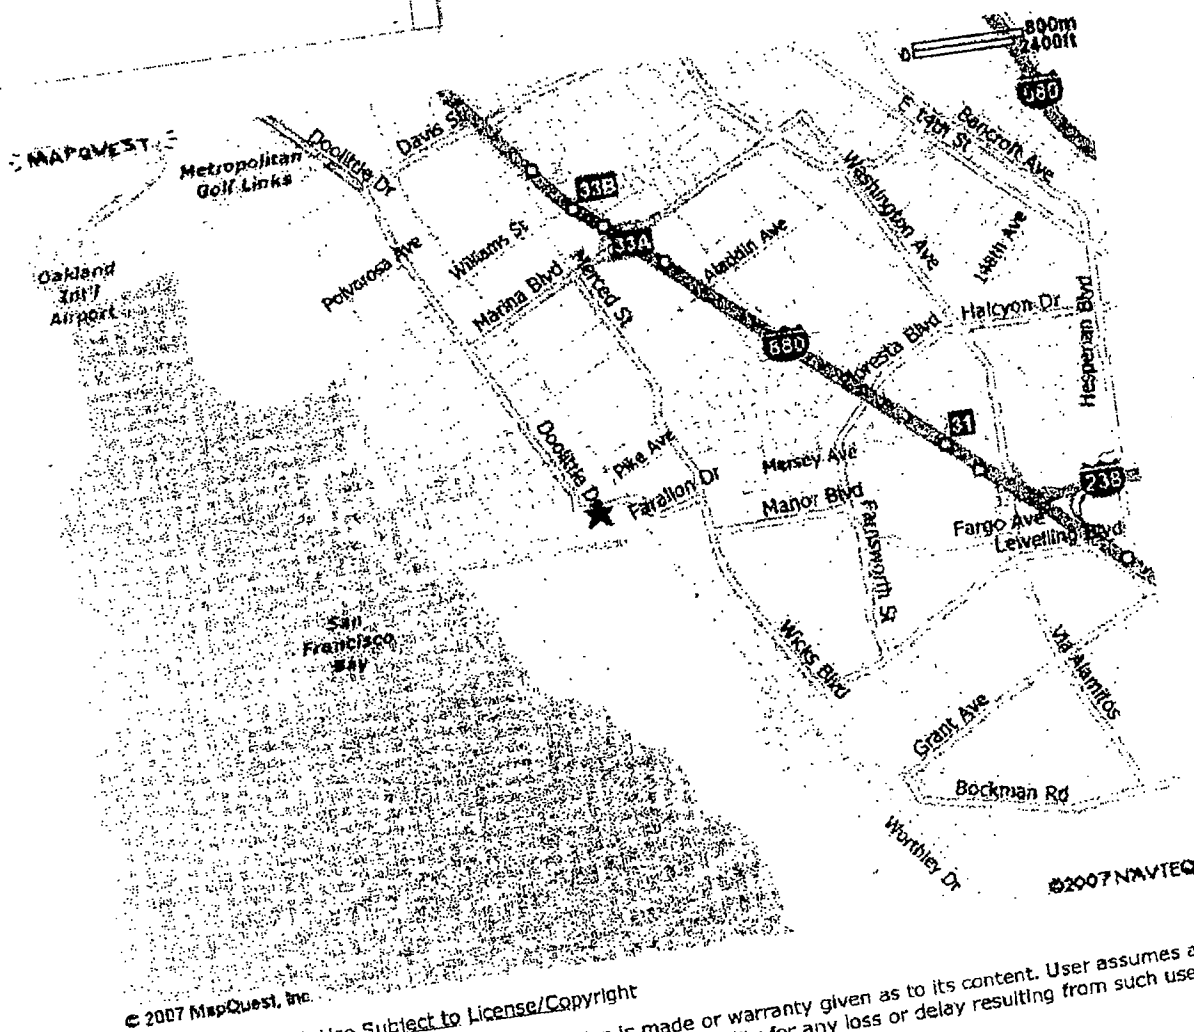 800m
0
2400ft
MAPQUEST
Metropolitan
Golf Links
Doolittle Dr
Davis St
33B
E 14th St
Bancroft Ave
Washington Ave
148th Ave
Oakland
Int'l
Airport
Polvorosa Ave
Williams St
Marina Blvd
33A
Merced St
Aladdin Ave
Halcyon Dr
Hesperian Blvd
Floresta Blvd
31
Doolittle Dr
Pike Ave
Farallon Dr
Mersey Ave
Manor Blvd
Farnsworth St
238
Fargo Ave
Lewelling Blvd
San
Francisco
Bay
Wicks Blvd
Via Alamitos
Grant Ave
Bockman Rd
Worthley Dr
©2007 NAVTEQ
© 2007 MapQuest, Inc.
Use Subject to License/Copyright
is made or warranty given as to its content. User assumes a
for any loss or delay resulting from such use